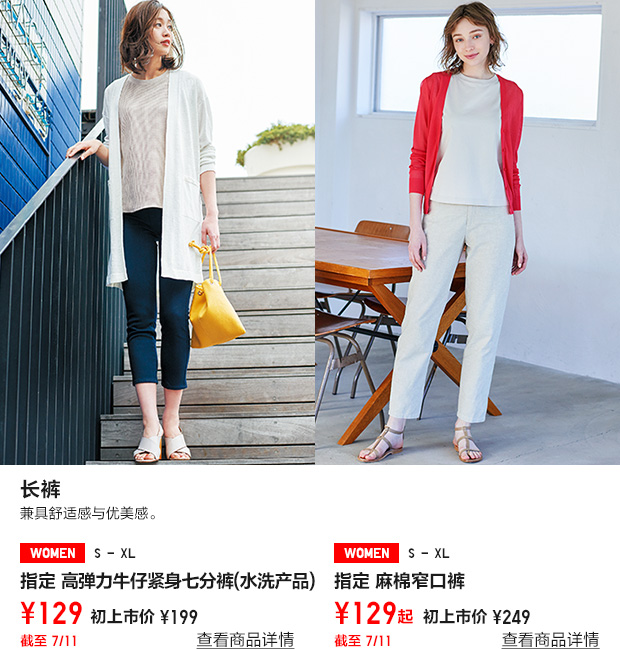 长裤
兼具舒适感与优美感。
WOMEN S - XL
指定 高弹力牛仔紧身七分裤(水洗产品)
¥129 初上市价 ¥199
截至 7/11 查看商品详情
WOMEN S - XL
指定 麻棉窄口裤
¥129起 初上市价 ¥249
截至 7/11 查看商品详情